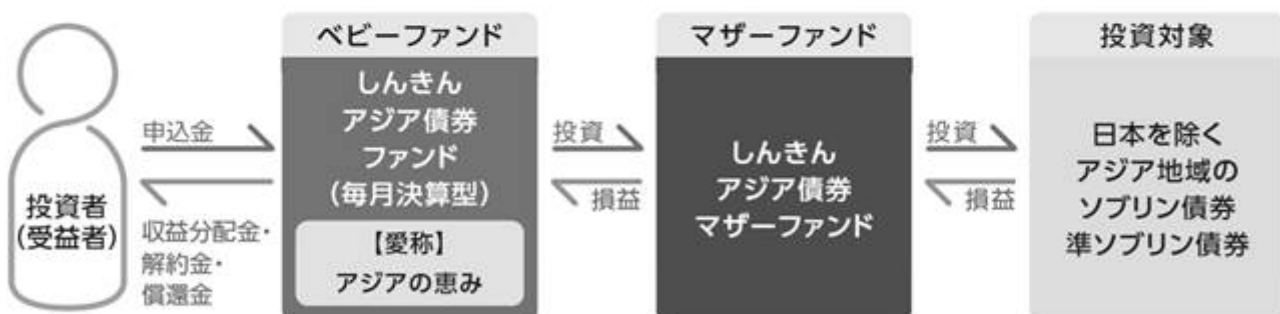 投資者
(受益者)
申込金
収益分配金・
解約金・
償還金
ベビーファンド
しんきん
アジア債券
ファンド
(毎月決算型)
【愛称】
アジアの恵み
投資
損益
マザーファンド
しんきん
アジア債券
マザーファンド
投資
損益
投資対象
日本を除く
アジア地域の
ソブリン債券
準ソブリン債券